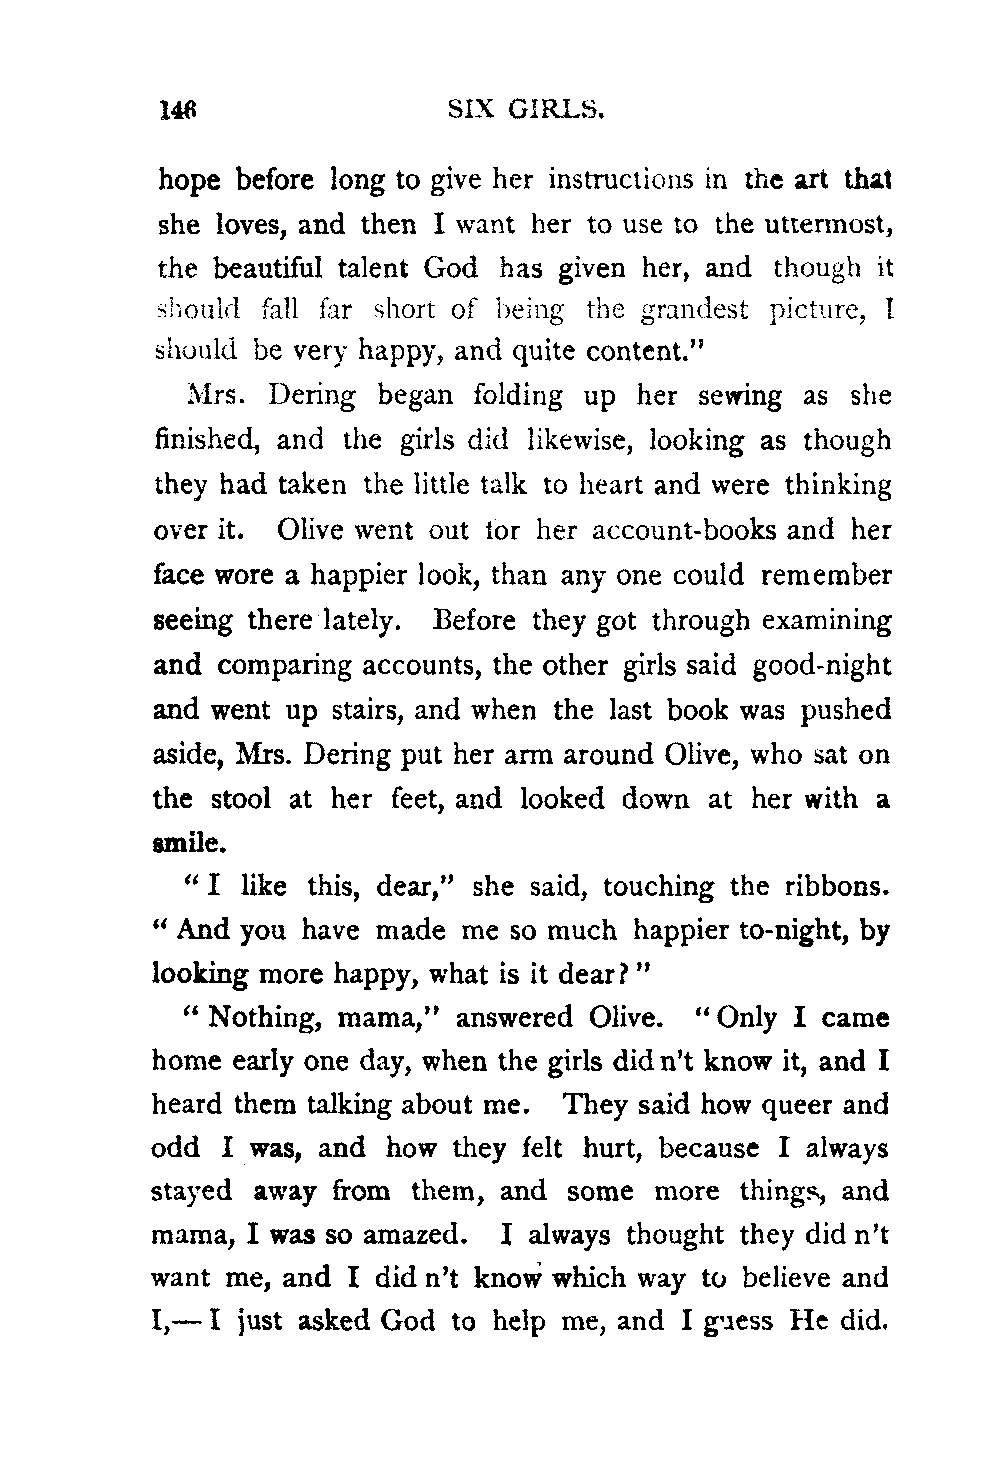 146 SIX GIRLS.
hope before long to give her instructions in the art that
she loves, and then I want her to use to the uttermost,
the beautiful talent God has given her, and though it
should fall far short of being the grandest picture, I
should be very happy, and quite content."
Mrs. Dering began folding up her sewing as she
finished, and the girls did likewise, looking as though
they had taken the little talk to heart and were thinking
over it. Olive went out for her account-books and her
face wore a happier look, than any one could remember
seeing there lately. Before they got through examining
and comparing accounts, the other girls said good-night
and went up stairs, and when the last book was pushed
aside, Mrs. Dering put her arm around Olive, who sat on
the stool at her feet, and looked down at her with a
smile.
"I like this, dear," she said, touching the ribbons.
"And you have made me so much happier to-night, by
looking more happy, what is it dear?"
"Nothing, mama," answered Olive. "Only I came
home early one day, when the girls did n't know it, and I
heard them talking about me. They said how queer and
odd I was, and how they felt hurt, because I always
stayed away from them, and some more things, and
mama, I was so amazed. I always thought they did n't
want me, and I did n't know which way to believe and
I,— I just asked God to help me, and I guess He did.